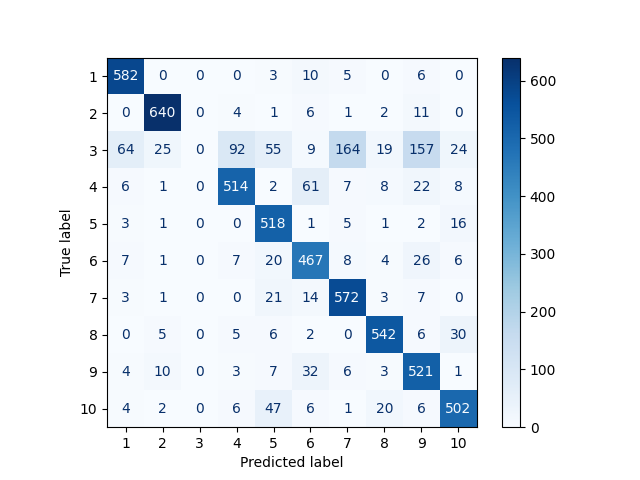 1 582 0 0 0 3 10 5 0 6 0
2 0 640 0 4 1 6 1 2 11 0
3 64 25 0 92 55 9 164 19 157 24
4 6 1 0 514 2 61 7 8 22 8
5 3 1 0 0 518 1 5 1 2 16
6 7 1 0 7 20 467 8 4 26 6
7 3 1 0 0 21 14 572 3 7 0
8 0 5 0 5 6 2 0 542 6 30
9 4 10 0 3 7 32 6 3 521 1
10 4 2 0 6 47 6 1 20 6 502
1 2 3 4 5 6 7 8 9 10
Predicted label
True label
600
500
400
300
200
100
0